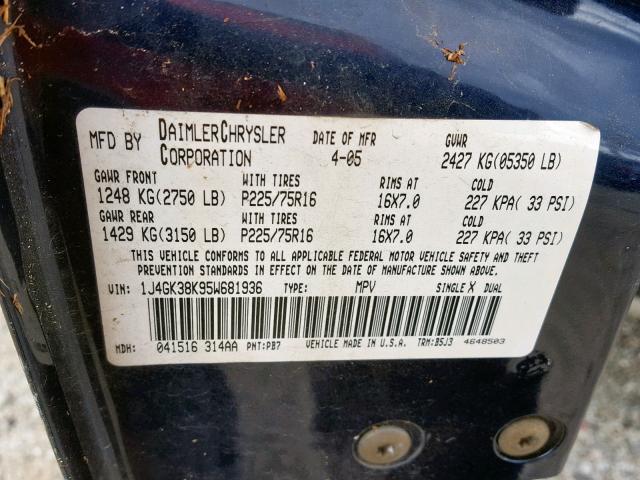 MFD BY DAIMLERCHRYSLER CORPORATION DATE OF MFR 4-05 GVWR 2427 KG(05350 LB)
GAWR FRONT WITH TIRES RIMS AT COLD
1248 KG(2750 LB) P225/75R16 16X7.0 227 KPA( 33 PSI)
GAWR REAR WITH TIRES RIMS AT COLD
1429 KG(3150 LB) P225/75R16 16X7.0 227 KPA( 33 PSI)
THIS VEHICLE CONFORMS TO ALL APPLICABLE FEDERAL MOTOR VEHICLE SAFETY AND THEFT
PREVENTION STANDARDS IN EFFECT ON THE DATE OF MANUFACTURE SHOWN ABOVE.
VIN: 1J4GK38K95W681936 TYPE: MPV SINGLE X DUAL
MDH: 041516 314AA PNT:PB7 VEHICLE MADE IN U.S.A. TRM:B5J3 4648503